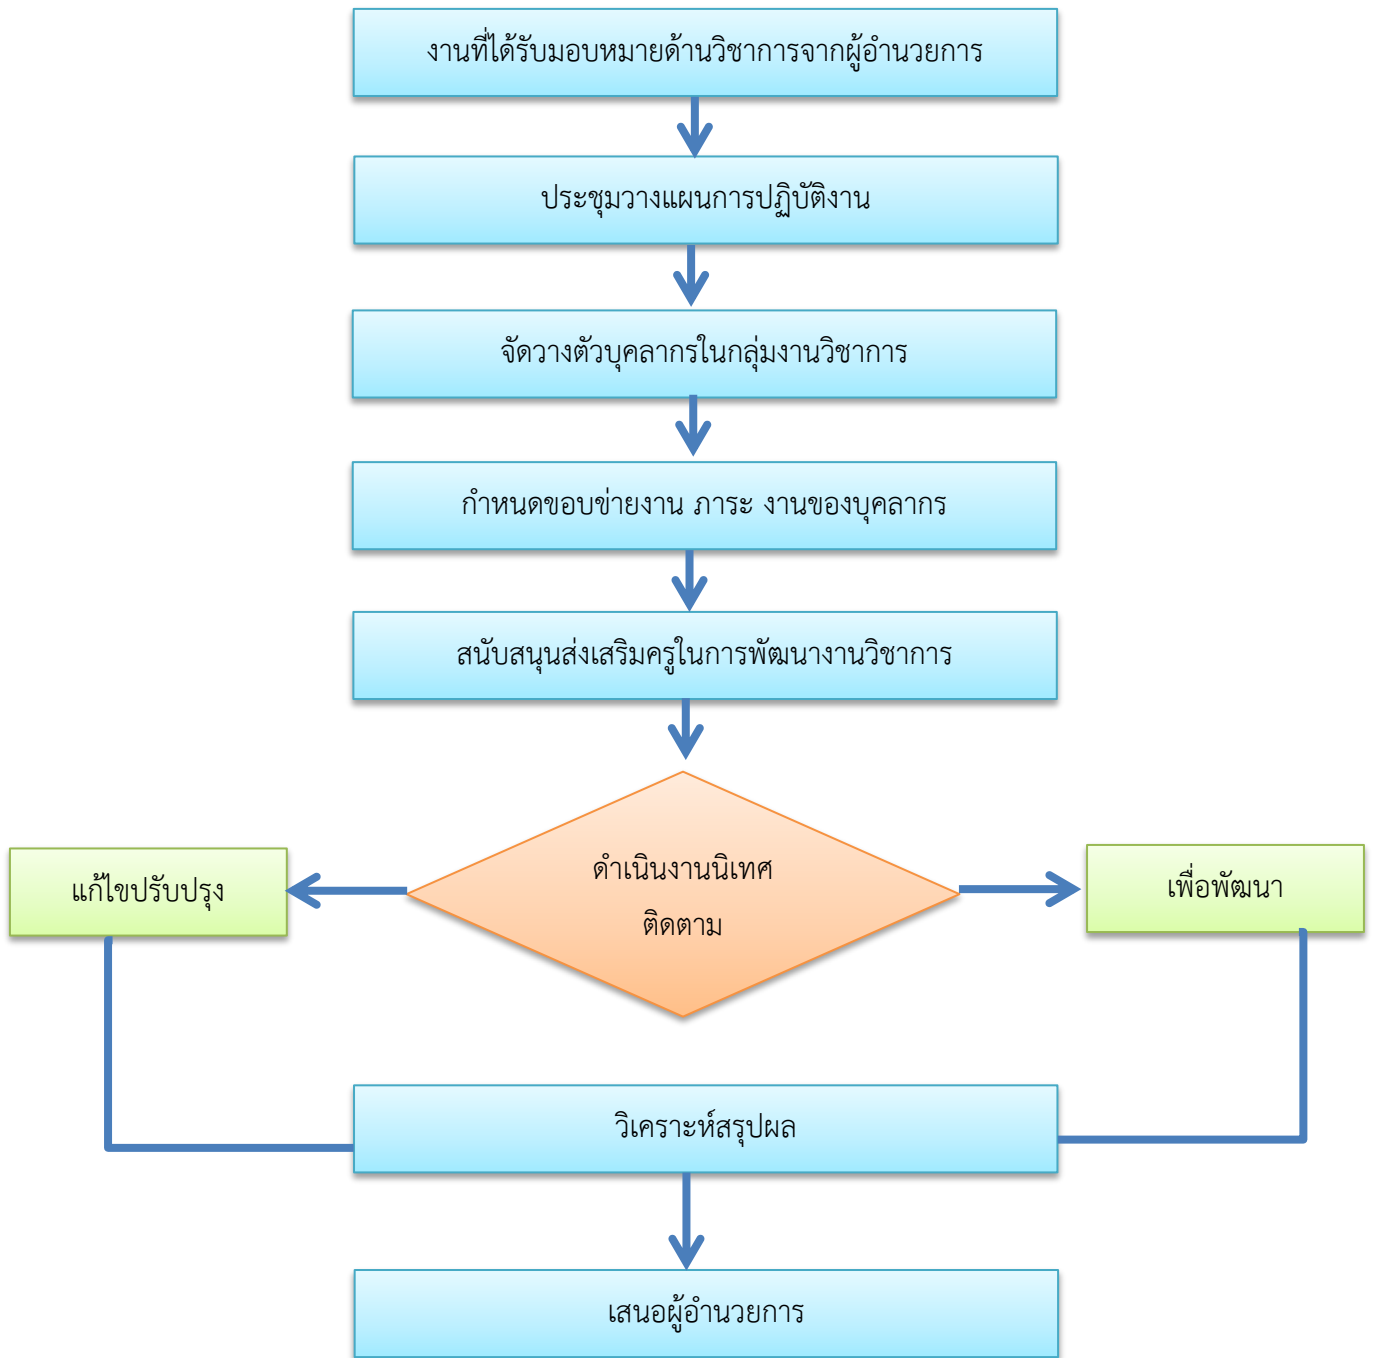 งานที่ได้รับมอบหมายด้านวิชาการจากผู้อำนวยการ
ประชุมวางแผนการปฏิบัติงาน
จัดวางตัวบุคลากรในกลุ่มงานวิชาการ
กำหนดขอบข่ายงาน ภาระ งานของบุคลากร
สนับสนุนส่งเสริมครูในการพัฒนางานวิชาการ
ดำเนินงานนิเทศ
ติดตาม
แก้ไขปรับปรุง
เพื่อพัฒนา
วิเคราะห์สรุปผล
เสนอผู้อำนวยการ